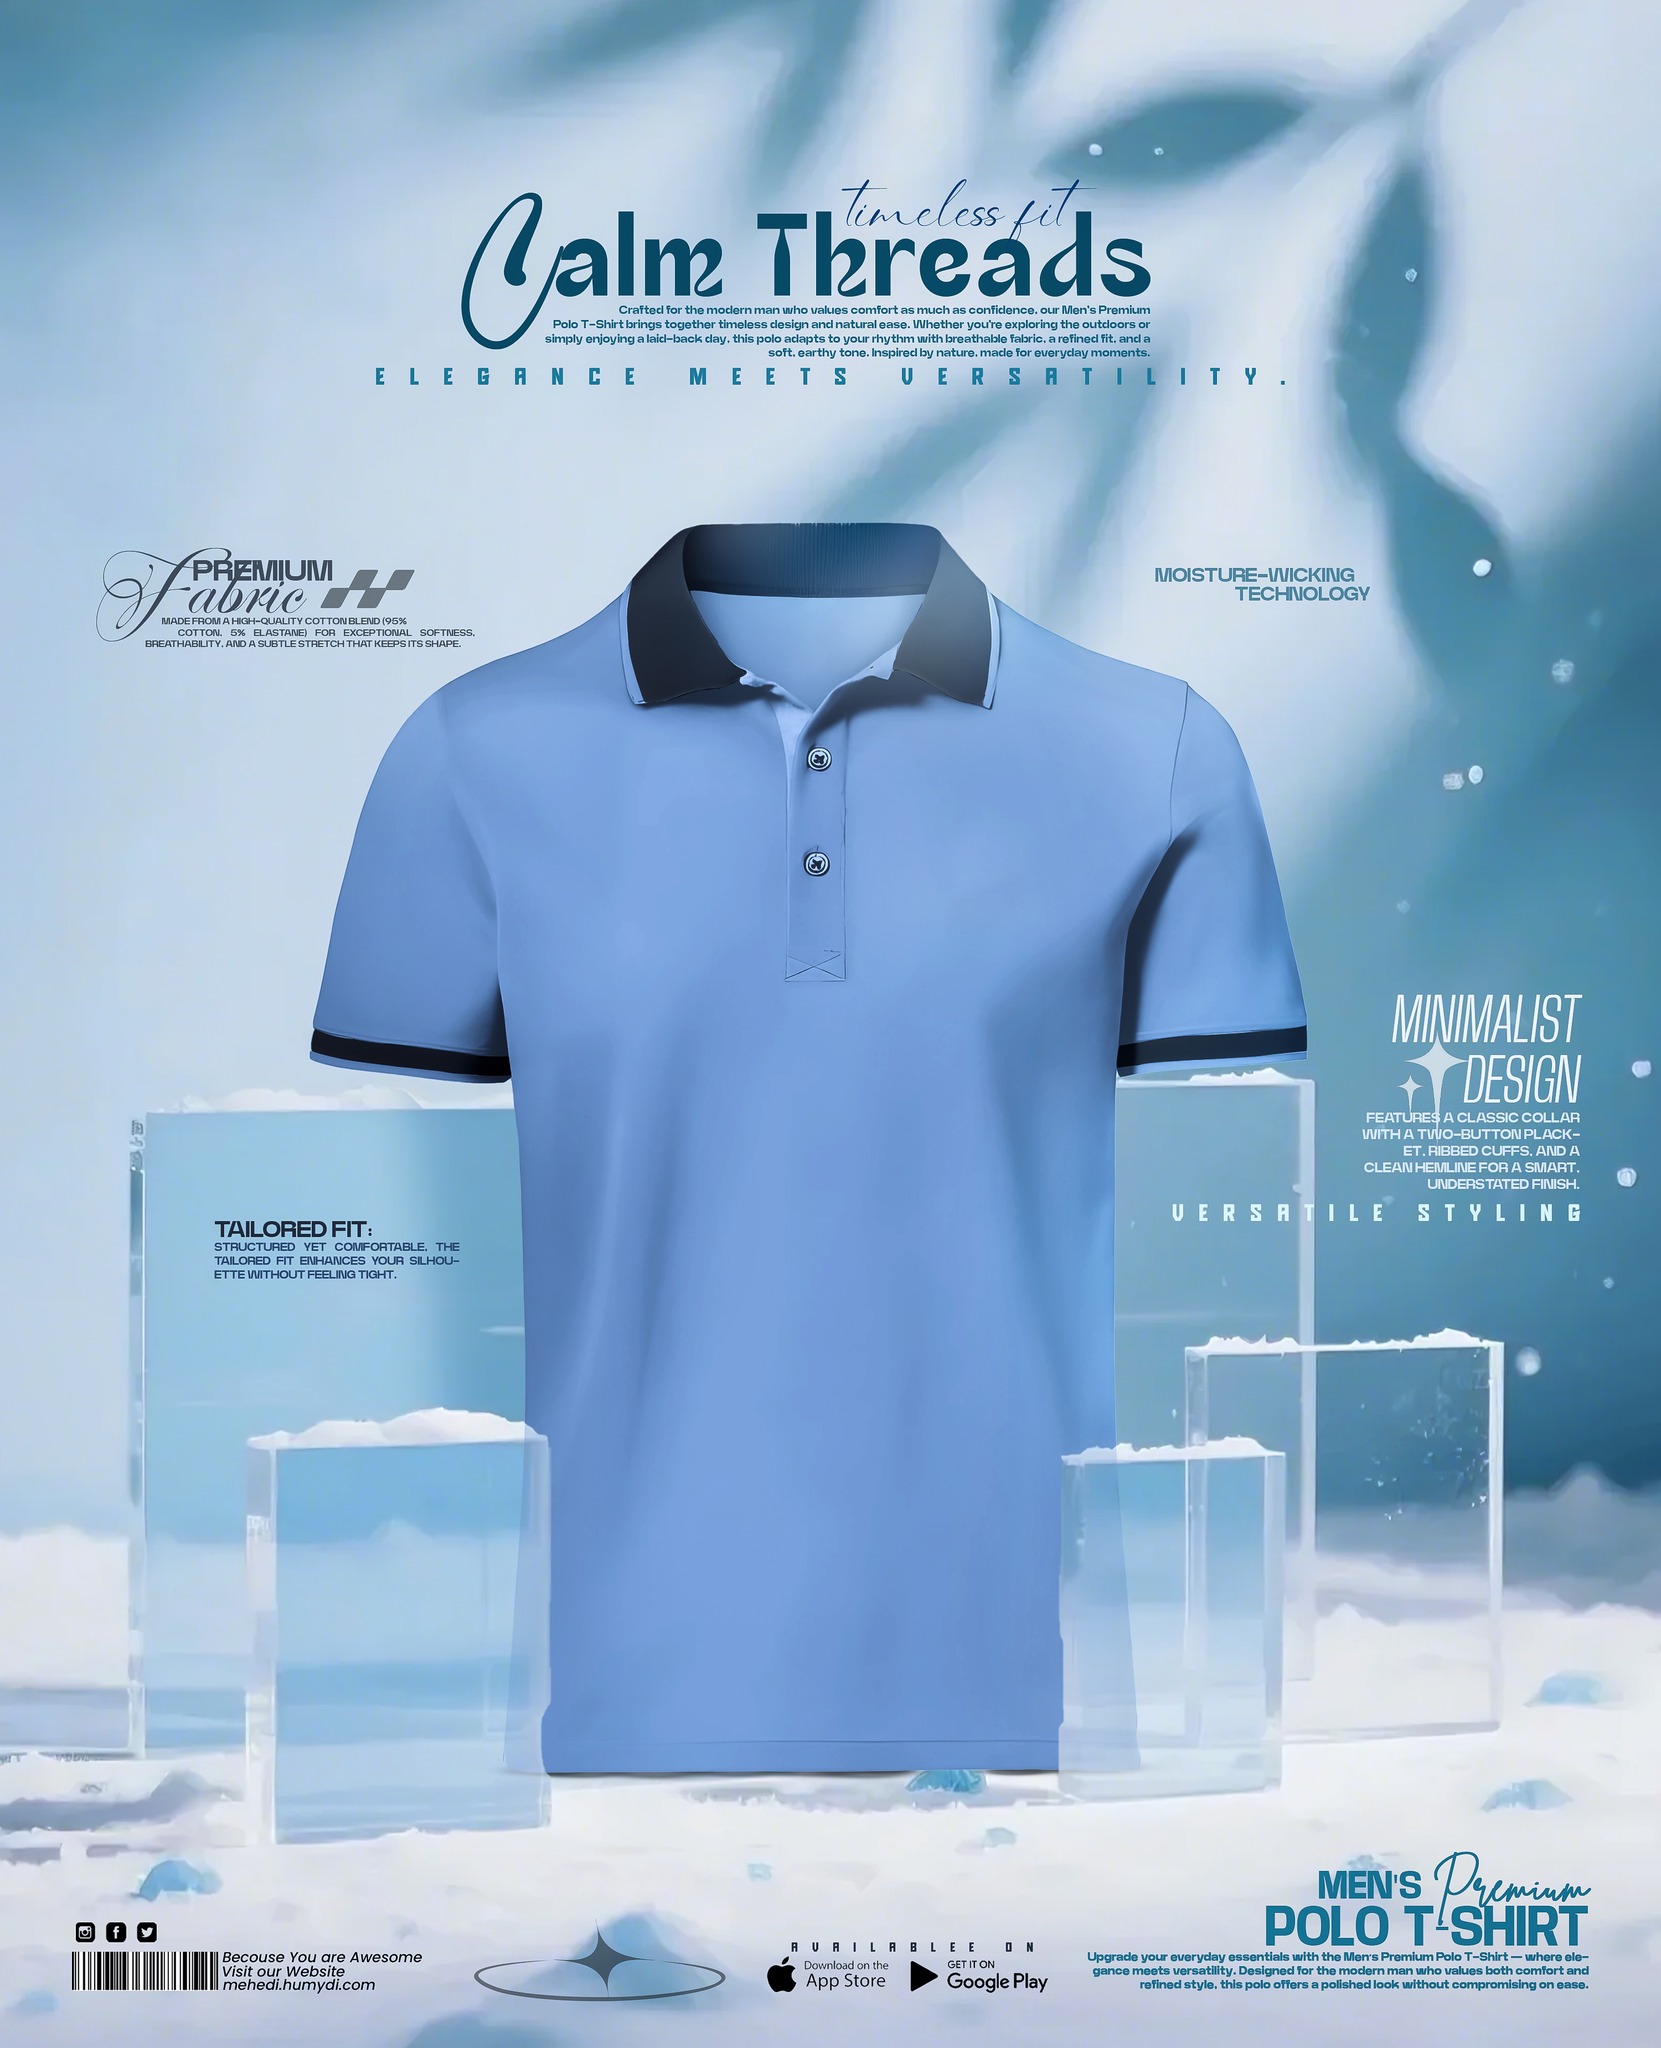 timeless fit
Calm Threads
Crafted for the modern man who values comfort as much as confidence, our Men's Premium
Polo T-Shirt brings together timeless design and natural ease. Whether you're exploring the outdoors or
simply enjoying a laid-back day, this polo adapts to your rhythm with breathable fabric, a refined fit, and a
soft, earthy tone. Inspired by nature, made for everyday moments.
ELEGANCE MEETS VERSATILITY.
PREMIUM
Fabric
MADE FROM A HIGH-QUALITY COTTON BLEND (95%
COTTON, 5% ELASTANE) FOR EXCEPTIONAL SOFTNESS,
BREATHABILITY, AND A SUBTLE STRETCH THAT KEEPS ITS SHAPE.
MOISTURE-WICKING
TECHNOLOGY
MINIMALIST
DESIGN
FEATURES A CLASSIC COLLAR
WITH A TWO-BUTTON PLACK-
ET, RIBBED CUFFS, AND A
CLEAN HEMLINE FOR A SMART,
UNDERSTATED FINISH.
VERSATILE STYLING
TAILORED FIT:
STRUCTURED YET COMFORTABLE, THE
TAILORED FIT ENHANCES YOUR SILHOU-
ETTE WITHOUT FEELING TIGHT.
MEN'S Premium
POLO T-SHIRT
Upgrade your everyday essentials with the Men's Premium Polo T-Shirt — where ele-
gance meets versatility. Designed for the modern man who values both comfort and
refined style, this polo offers a polished look without compromising on ease.
Becouse You are Awesome
Visit our Website
mehedi.humydi.com
AVAILABLEE ON
Download on the
App Store
GET IT ON
Google Play